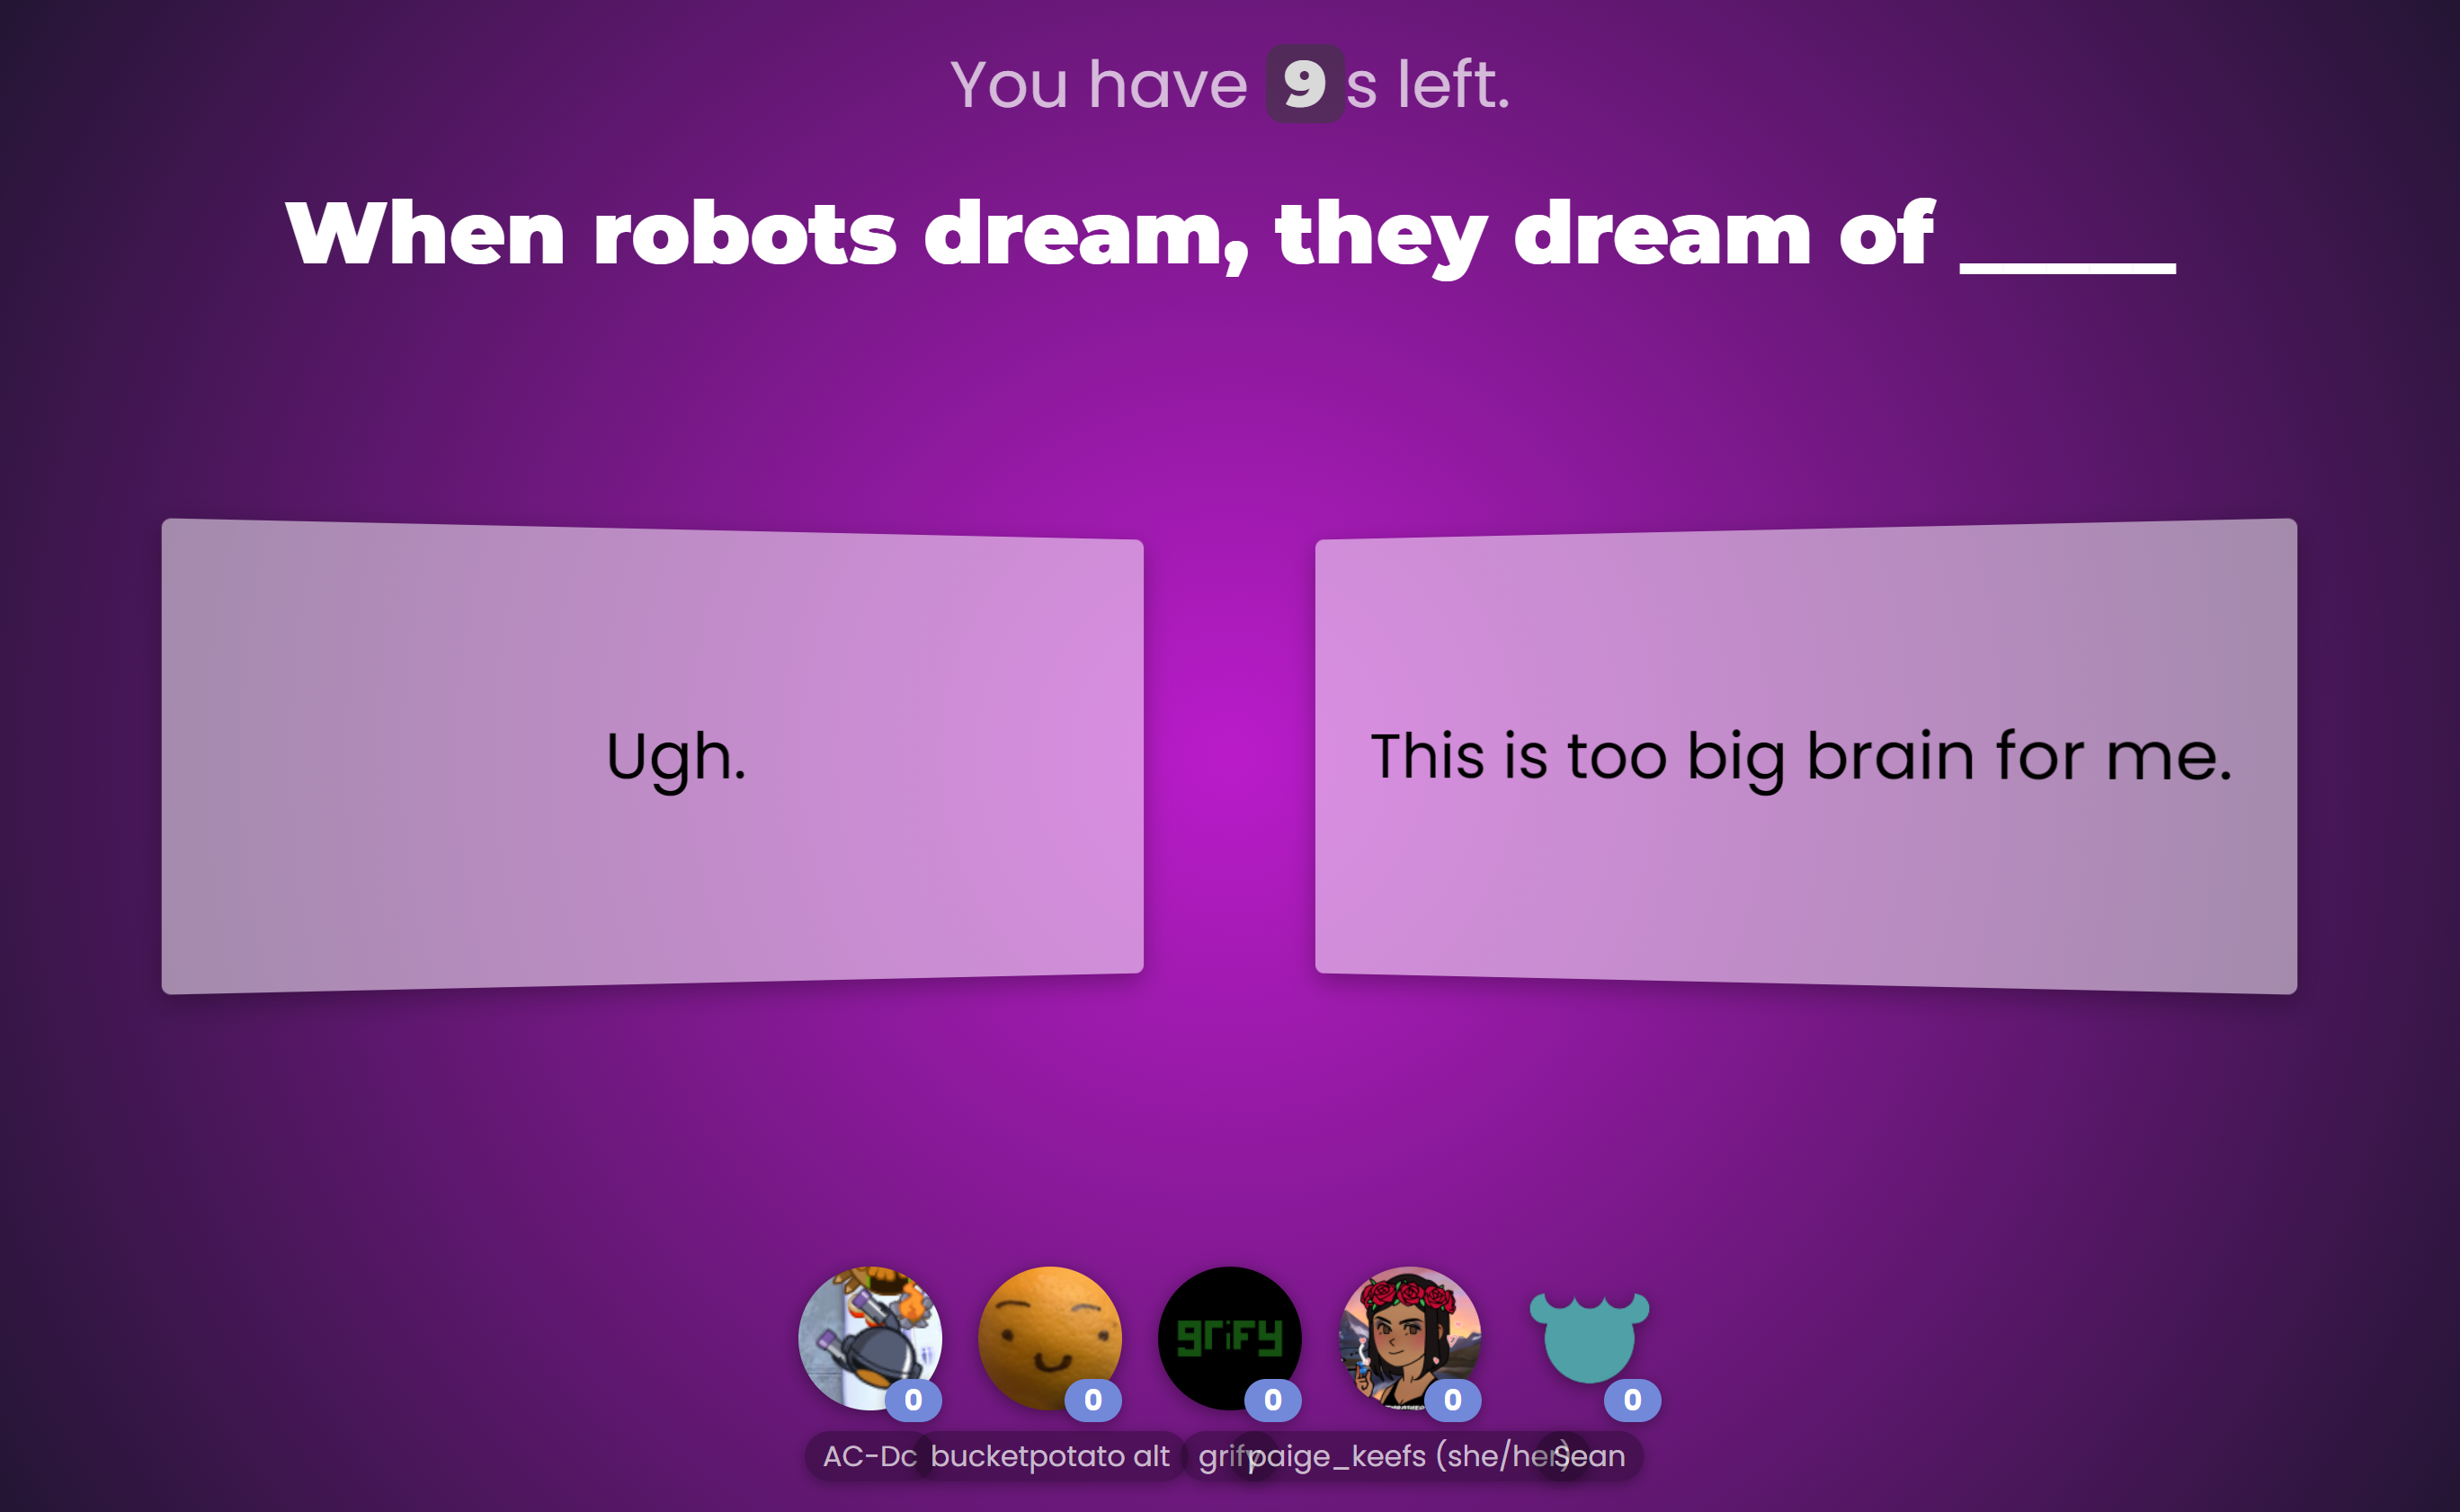 You have 9s left.
When robots dream, they dream of _____
Ugh.
This is too big brain for me.
grify
0 0 0 0 0
AC-Dc bucketpotato alt grify paige_keefs (she/her) Sean